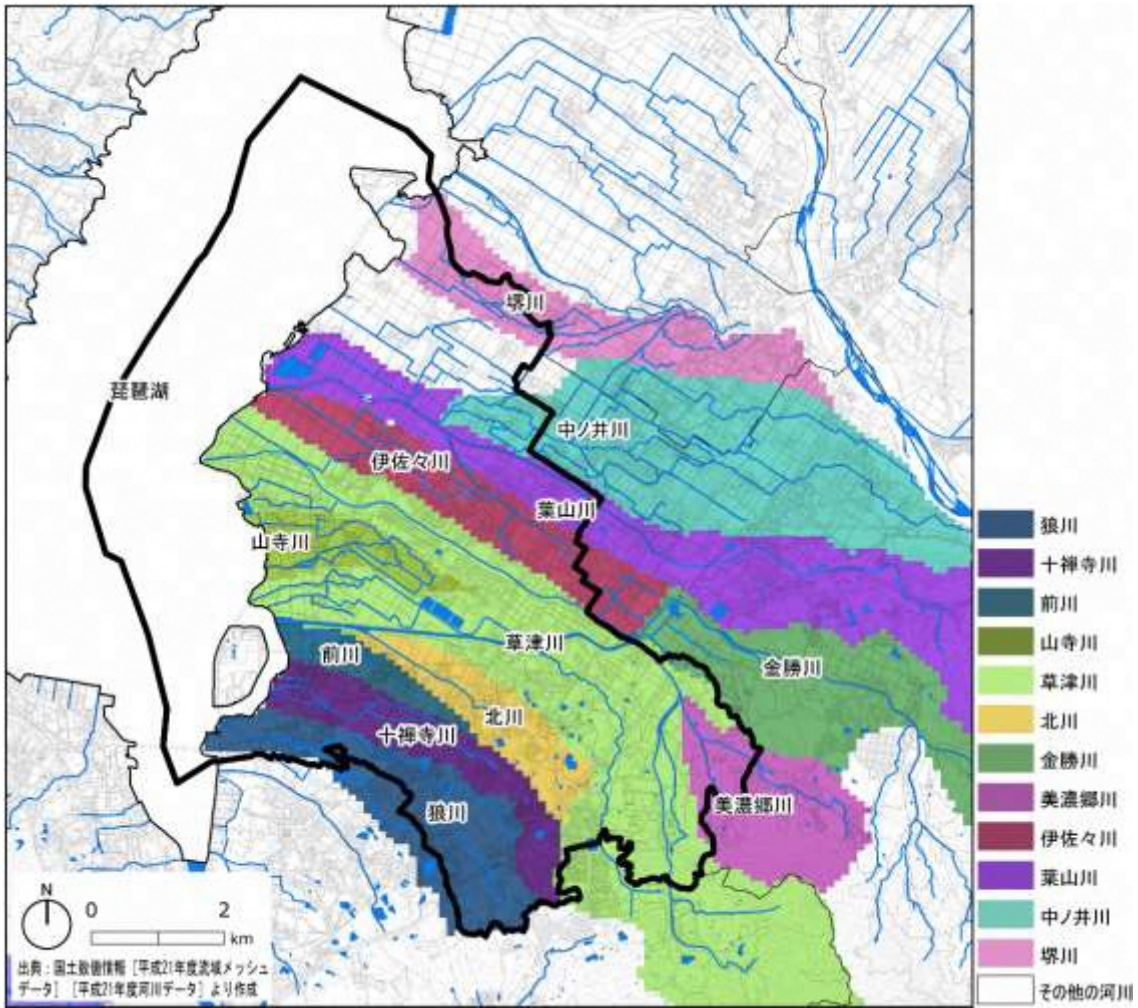 堺川
琵琶湖
中ノ井川
伊佐々川
葉山川
山寺川
草津川
前川
金勝川
北川
十禅寺川
狼川
美濃郷川
N
0 2
km
出典：国土数値情報［平成21年度流域メッシュ
データ］［平成21年度河川データ］より作成
狼川
十禅寺川
前川
山寺川
草津川
北川
金勝川
美濃郷川
伊佐々川
葉山川
中ノ井川
堺川
その他の河川